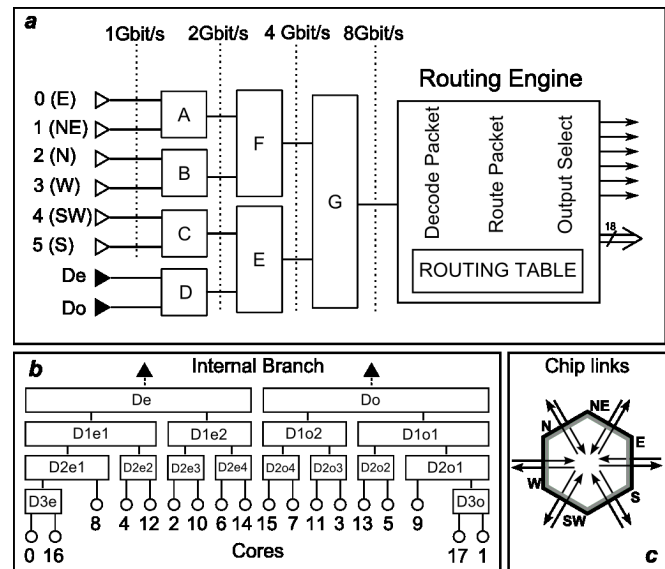 a
1Gbit/s 2Gbit/s 4 Gbit/s 8Gbit/s
Routing Engine
0 (E)
1 (NE)
2 (N)
3 (W)
4 (SW)
5 (S)
De
Do
A
B
C
D
F
E
G
Decode Packet
Route Packet
Output Select
18
ROUTING TABLE
b Internal Branch
De Do
D1e1 D1e2 D1o2 D1o1
D2e1 D2e2 D2e3 D2e4 D2o4 D2o3 D2o2 D2o1
D3e D3o
8 4 12 2 10 6 14 15 7 11 3 13 5 9
0 16 17 1
Cores
Chip links
NE
N
E
W
S
SW
c